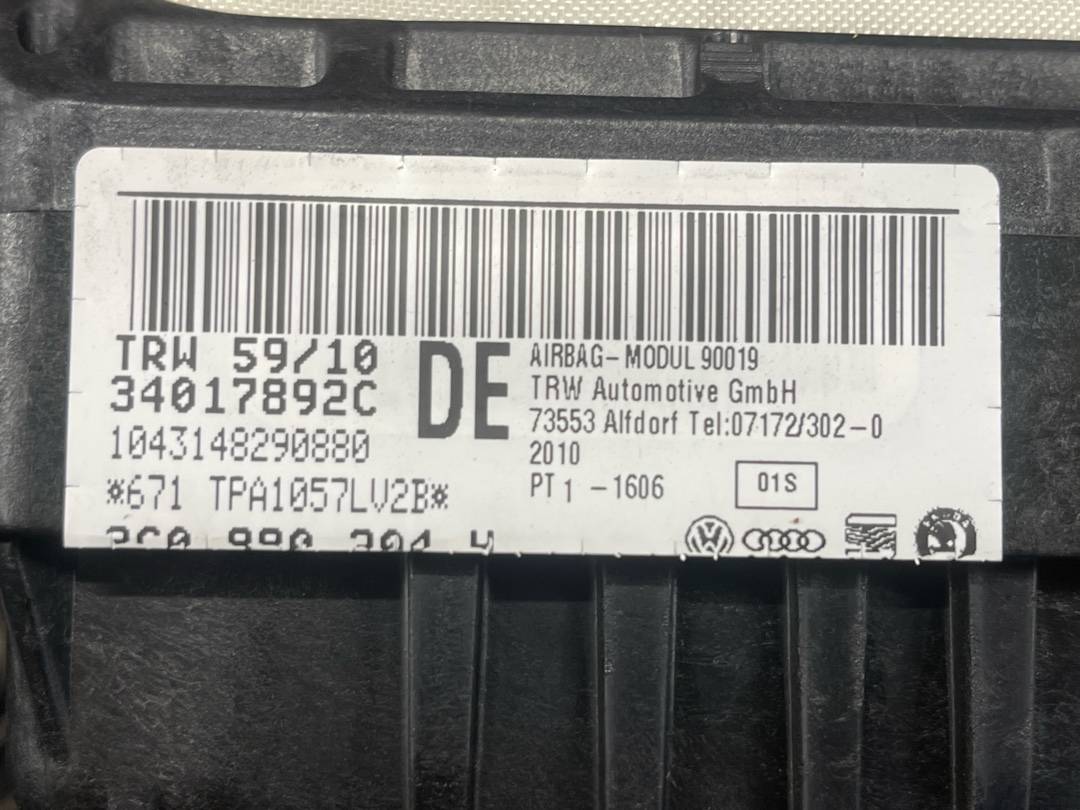 TRW 59/10
34017892C
1043148290880
*671 TPA1057LV2B*
DE
AIRBAG-MODUL 90019
TRW Automotive GmbH
73553 Alfdorf Tel:07172/302-0
2010
PT 1 -1606
01S